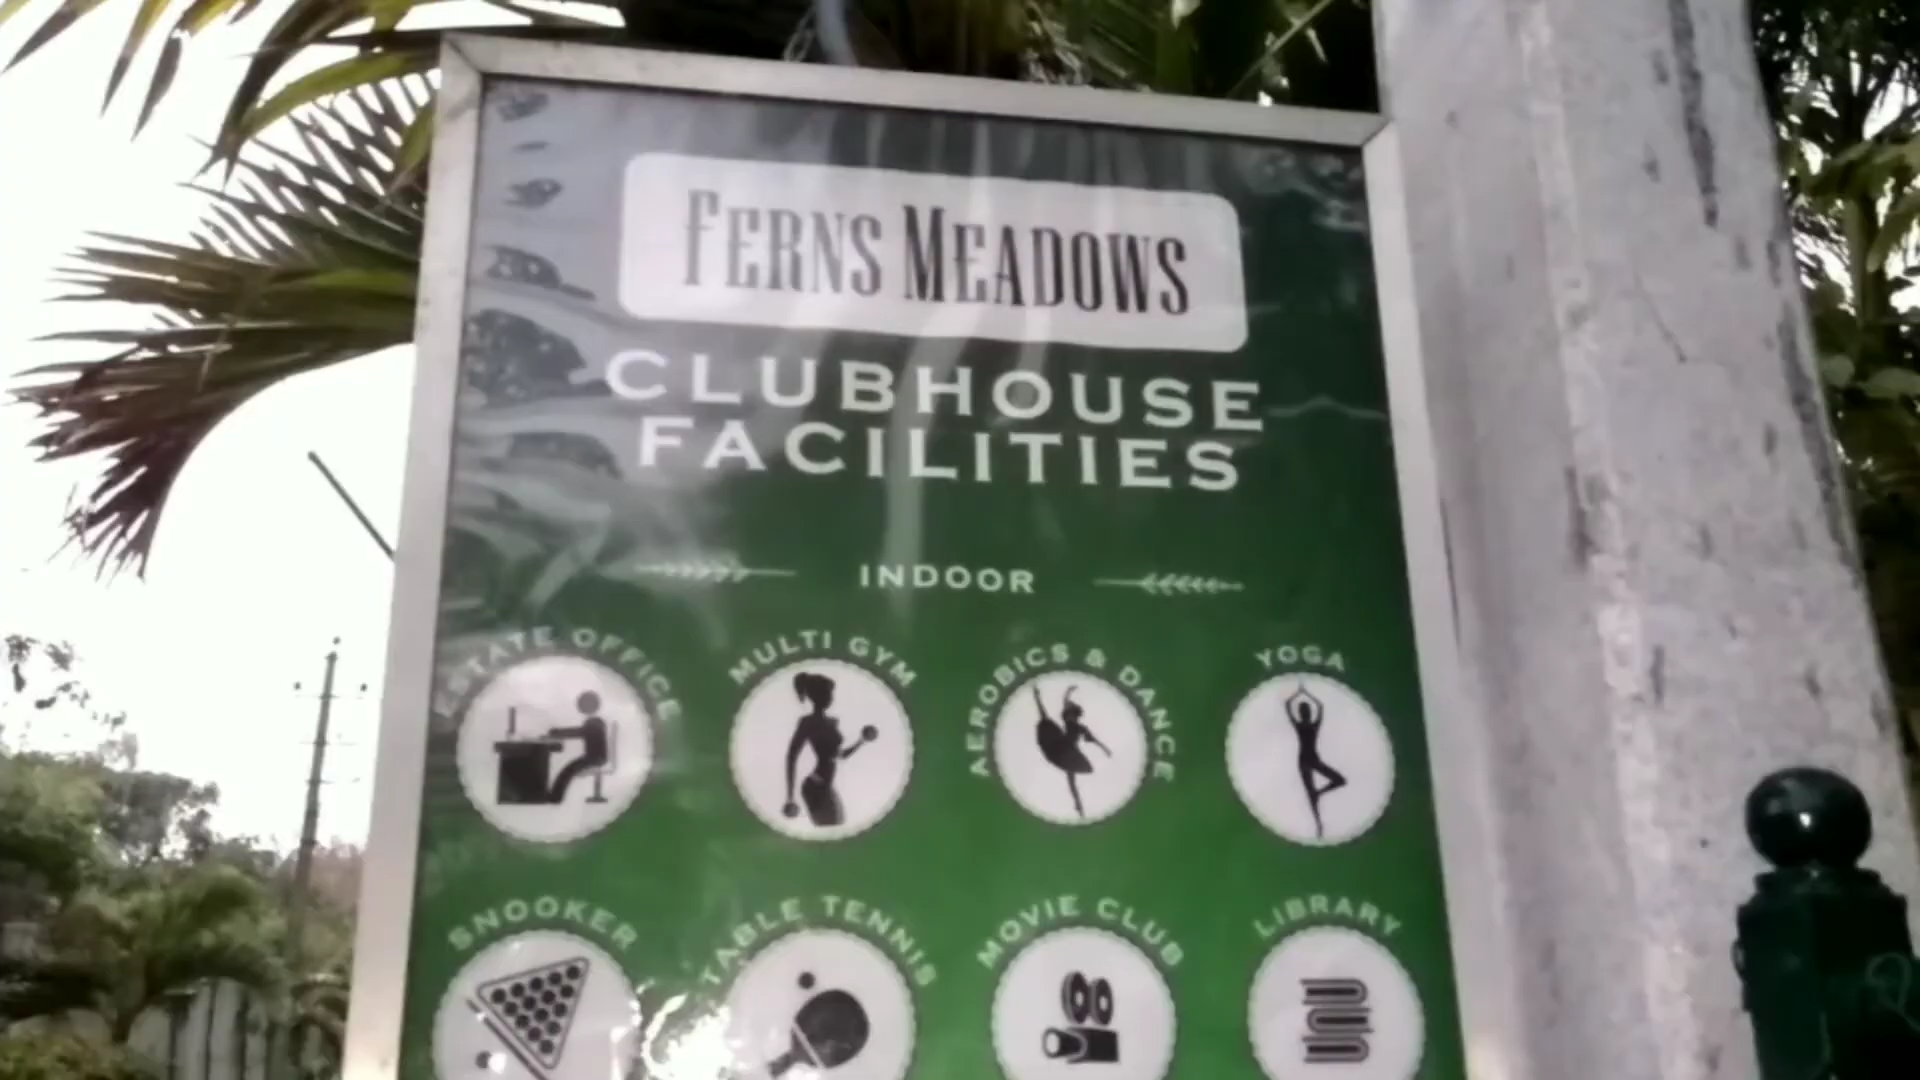 FERNS MEADOWS
CLUBHOUSE
FACILITIES
INDOOR
ESTATE OFFICE
MULTI GYM
AEROBICS & DANCE
YOGA
SNOOKER
TABLE TENNIS
MOVIE CLUB
LIBRARY